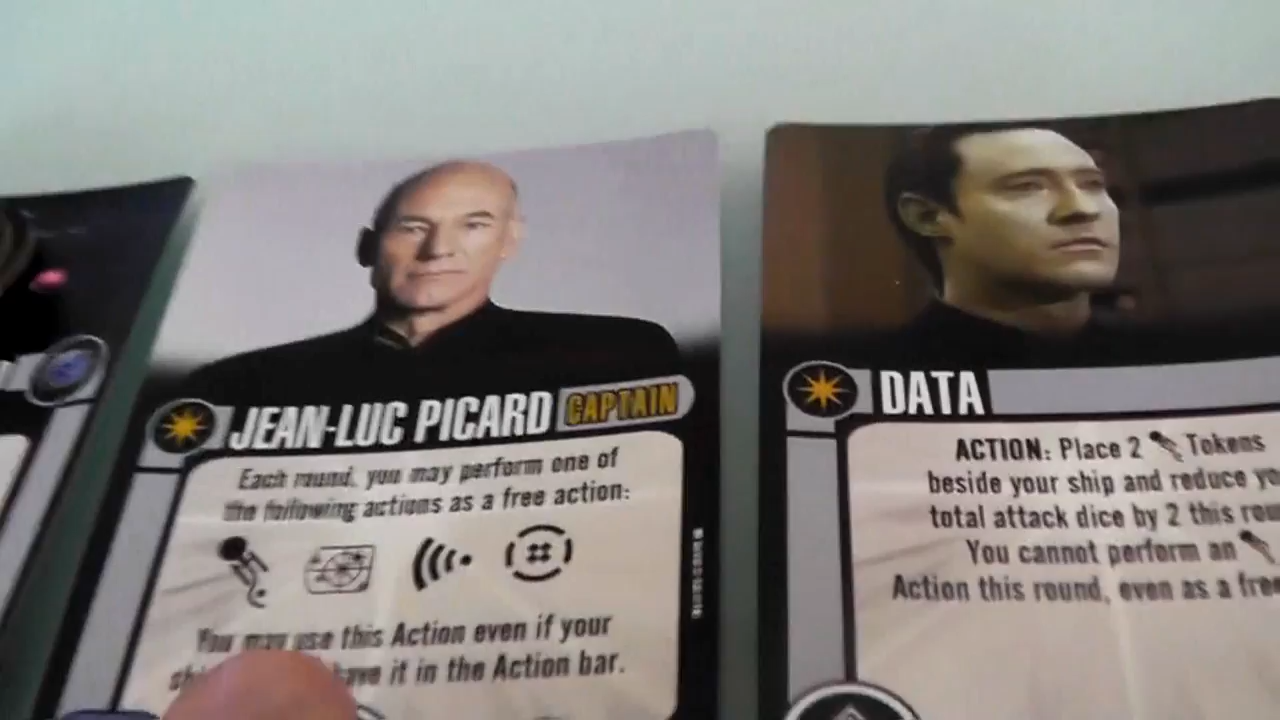 JEAN-LUC PICARD CAPTAIN
Each round, you may perform one of
the following actions as a free action:
You may use this Action even if your
have it in the Action bar.
DATA
ACTION: Place 2 Tokens
beside your ship and reduce yo
total attack dice by 2 this rou
You cannot perform an
Action this round, even as a free